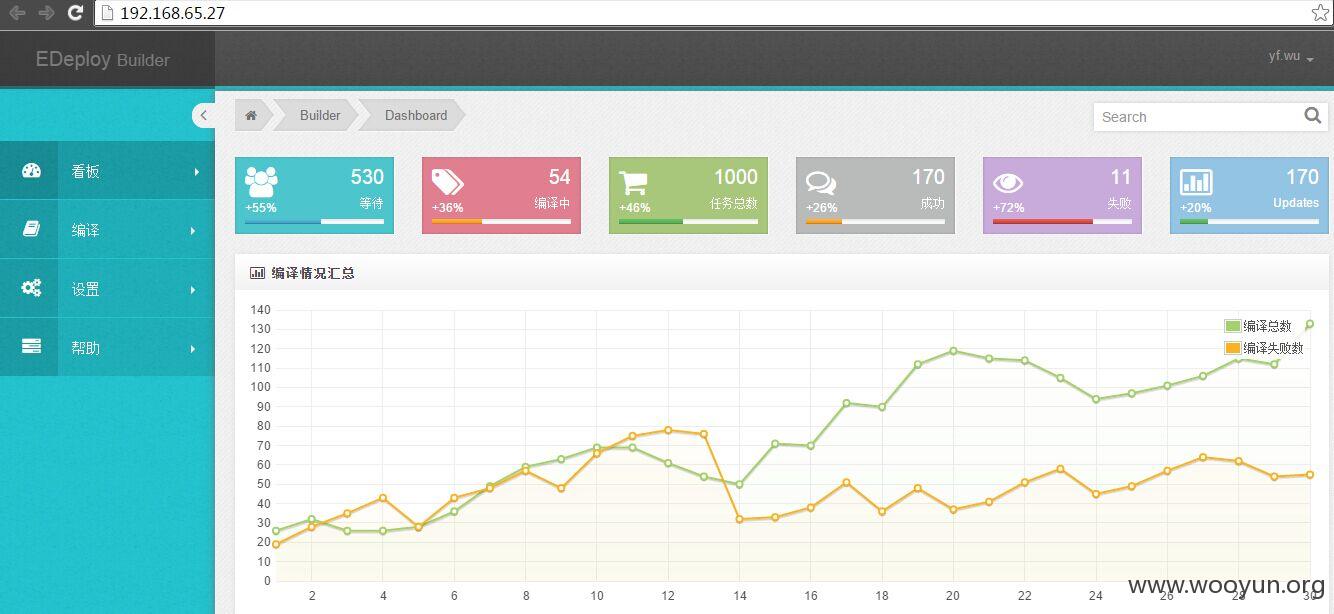 192.168.65.27
EDeploy Builder
yf.wu
Builder
Dashboard
Search
看板
编译
设置
帮助
530
+55%
等待
54
+36%
编译中
1000
+46%
任务总数
170
+26%
成功
11
+72%
失败
170
+20%
Updates
编译情况汇总
编译总数
编译失败数
140
130
120
110
100
90
80
70
60
50
40
30
20
10
0
2
4
6
8
10
12
14
16
18
20
22
24
26
28
30
www.wooyun.org